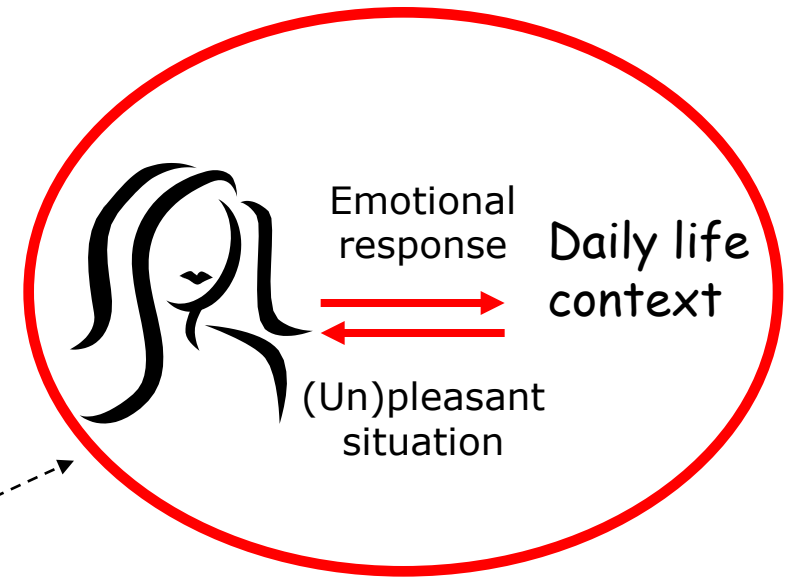 Emotional
response
Daily life
context
(Un)pleasant
situation